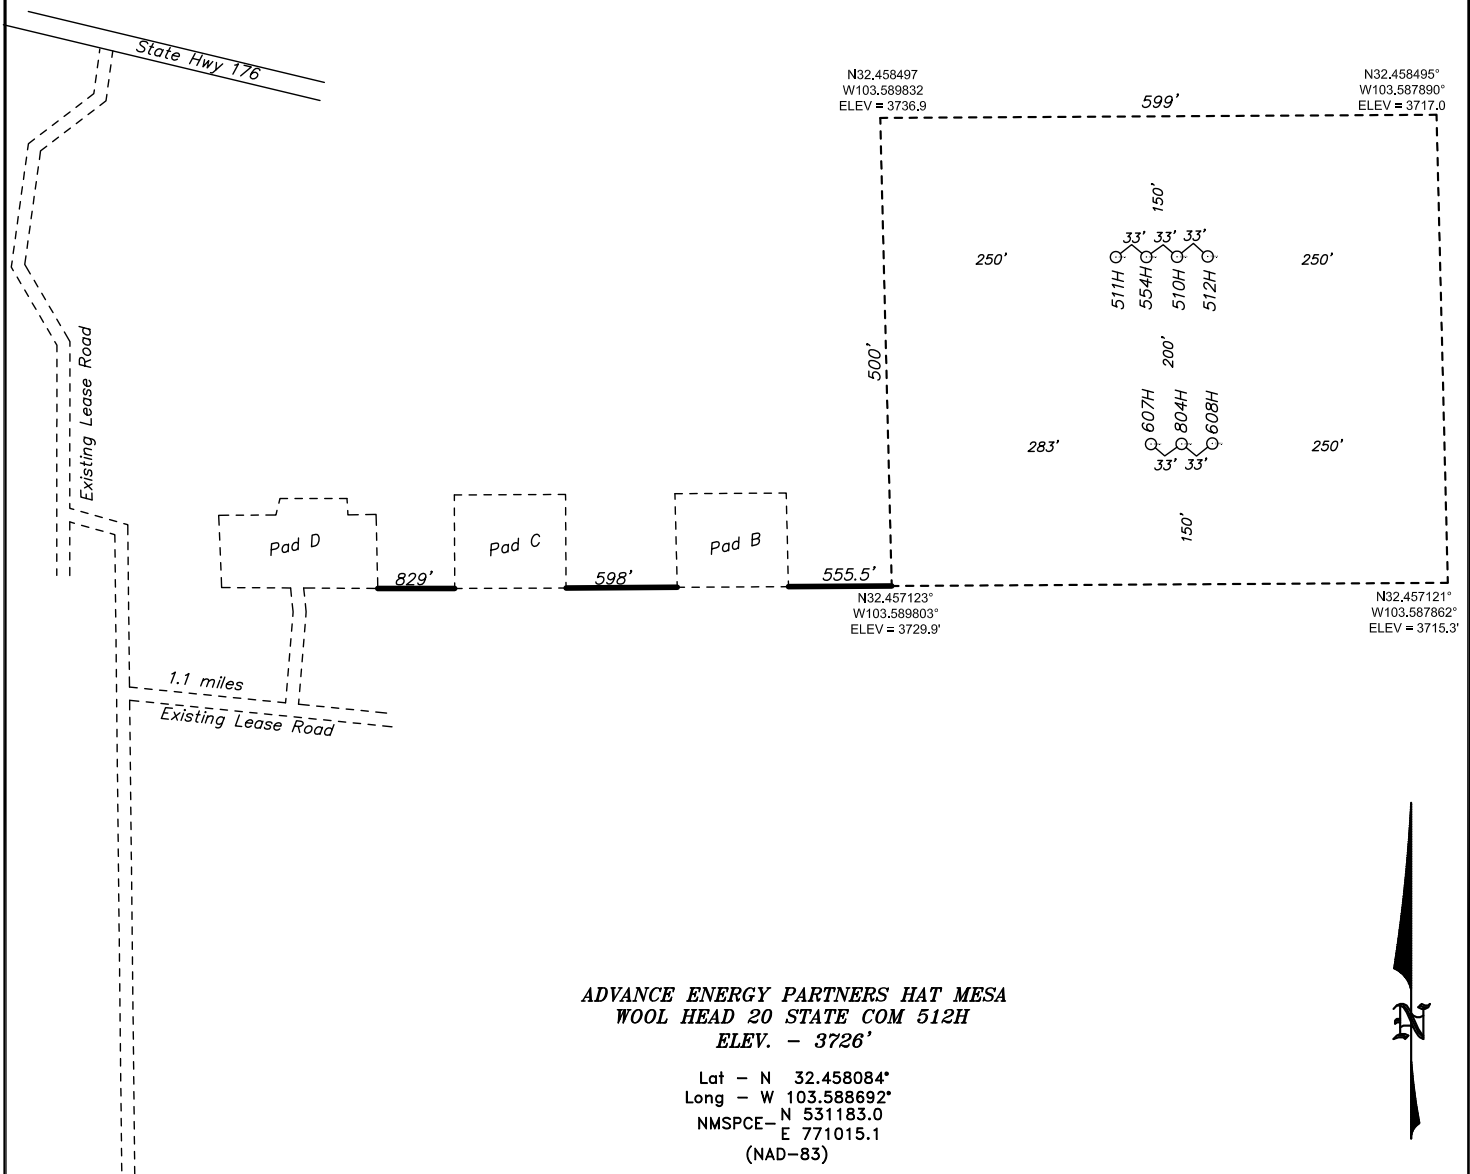 State Hwy 176
N32.458497
W103.589832
ELEV = 3736.9
N32.458495°
W103.587890°
ELEV = 3717.0
599'
150'
33' 33' 33'
250'
250'
511H
554H
510H
512H
200'
500'
Existing Lease Road
607H
804H
608H
283'
250'
33' 33'
150'
Pad D
Pad C
Pad B
829'
598'
555.5'
N32.457123°
W103.589803°
ELEV = 3729.9'
N32.457121°
W103.587862°
ELEV = 3715.3'
1.1 miles
Existing Lease Road
ADVANCE ENERGY PARTNERS HAT MESA
WOOL HEAD 20 STATE COM 512H
ELEV. - 3726'
Lat - N 32.458084°
Long - W 103.588692°
NMSPCE- N 531183.0
E 771015.1
(NAD-83)
N